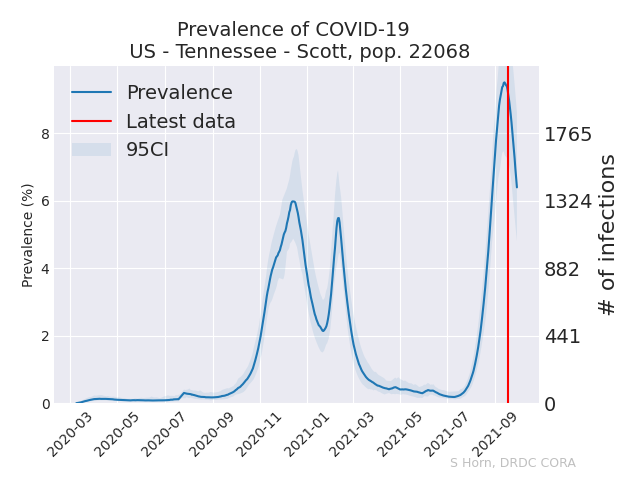 Prevalence of COVID-19
US - Tennessee - Scott, pop. 22068
Prevalence
Latest data
95CI
Prevalence (%)
8
6
4
2
0
1765
1324
882
441
0
# of infections
2020-03
2020-05
2020-07
2020-09
2020-11
2021-01
2021-03
2021-05
2021-07
2021-09
S Horn, DRDC CORA